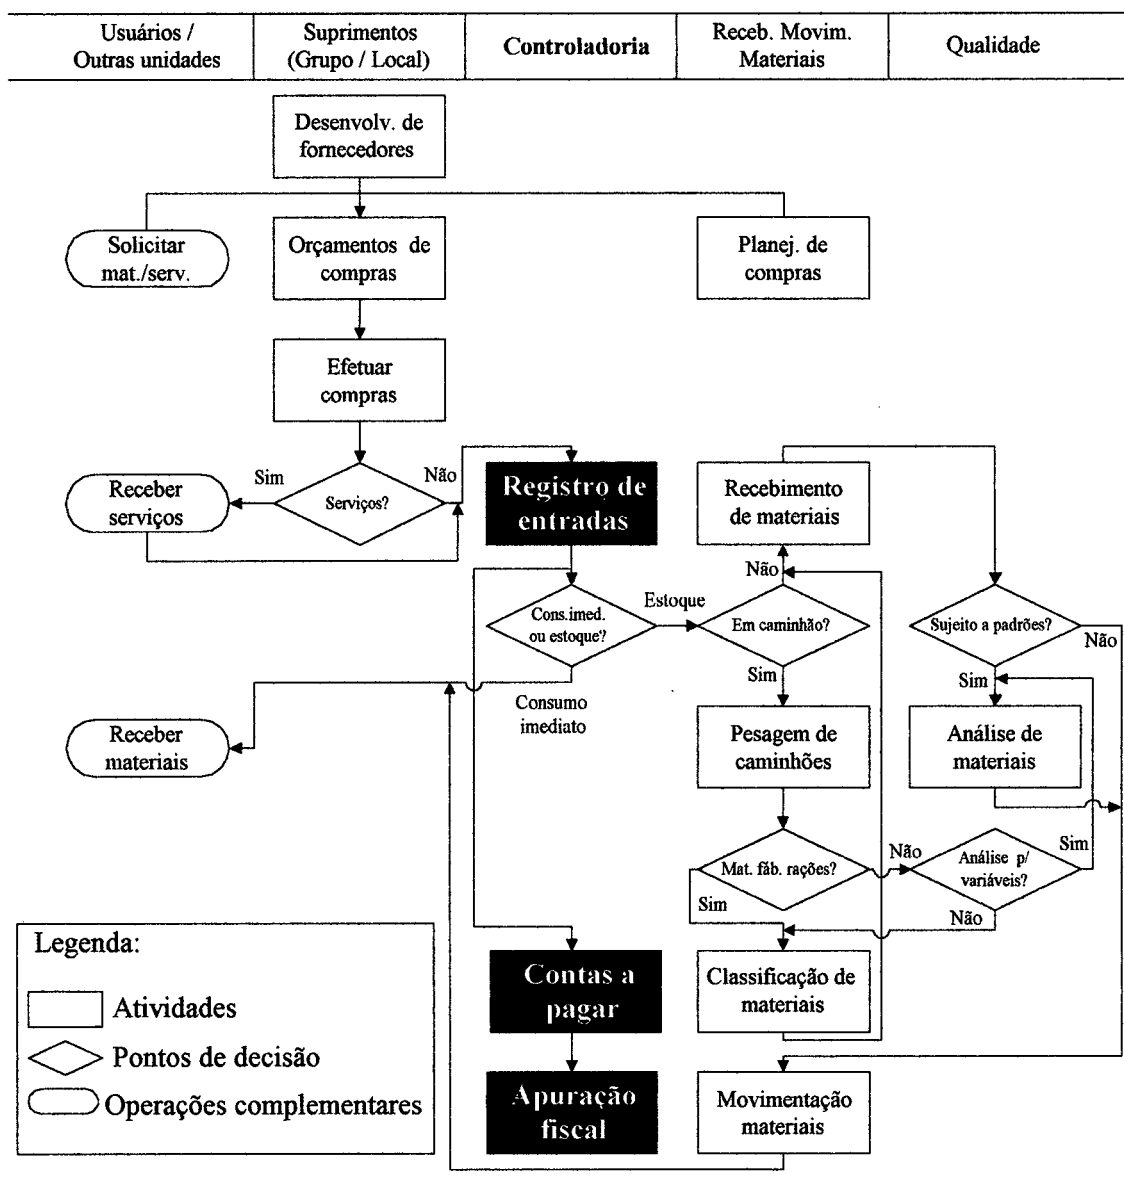 Usuários /
Outras unidades
Suprimentos
(Grupo / Local)
Controladoria
Receb. Movim.
Materiais
Qualidade
Desenvolv. de
fornecedores
Solicitar
mat./serv.
Orçamentos de
compras
Planej. de
compras
Efetuar
compras
Sim
Serviços?
Não
Receber
serviços
Registro de
entradas
Recebimento
de materiais
Não
Cons.imed.
ou estoque?
Estoque
Em caminhão?
Sujeito a padrões?
Não
Sim
Sim
Consumo
imediato
Receber
materiais
Pesagem de
caminhões
Análise de
materiais
Mat. fáb. rações?
Não
Análise p/
variáveis?
Sim
Sim
Não
Contas a
pagar
Classificação de
materiais
Apuração
fiscal
Movimentação
materiais
Legenda:
Atividades
Pontos de decisão
Operações complementares